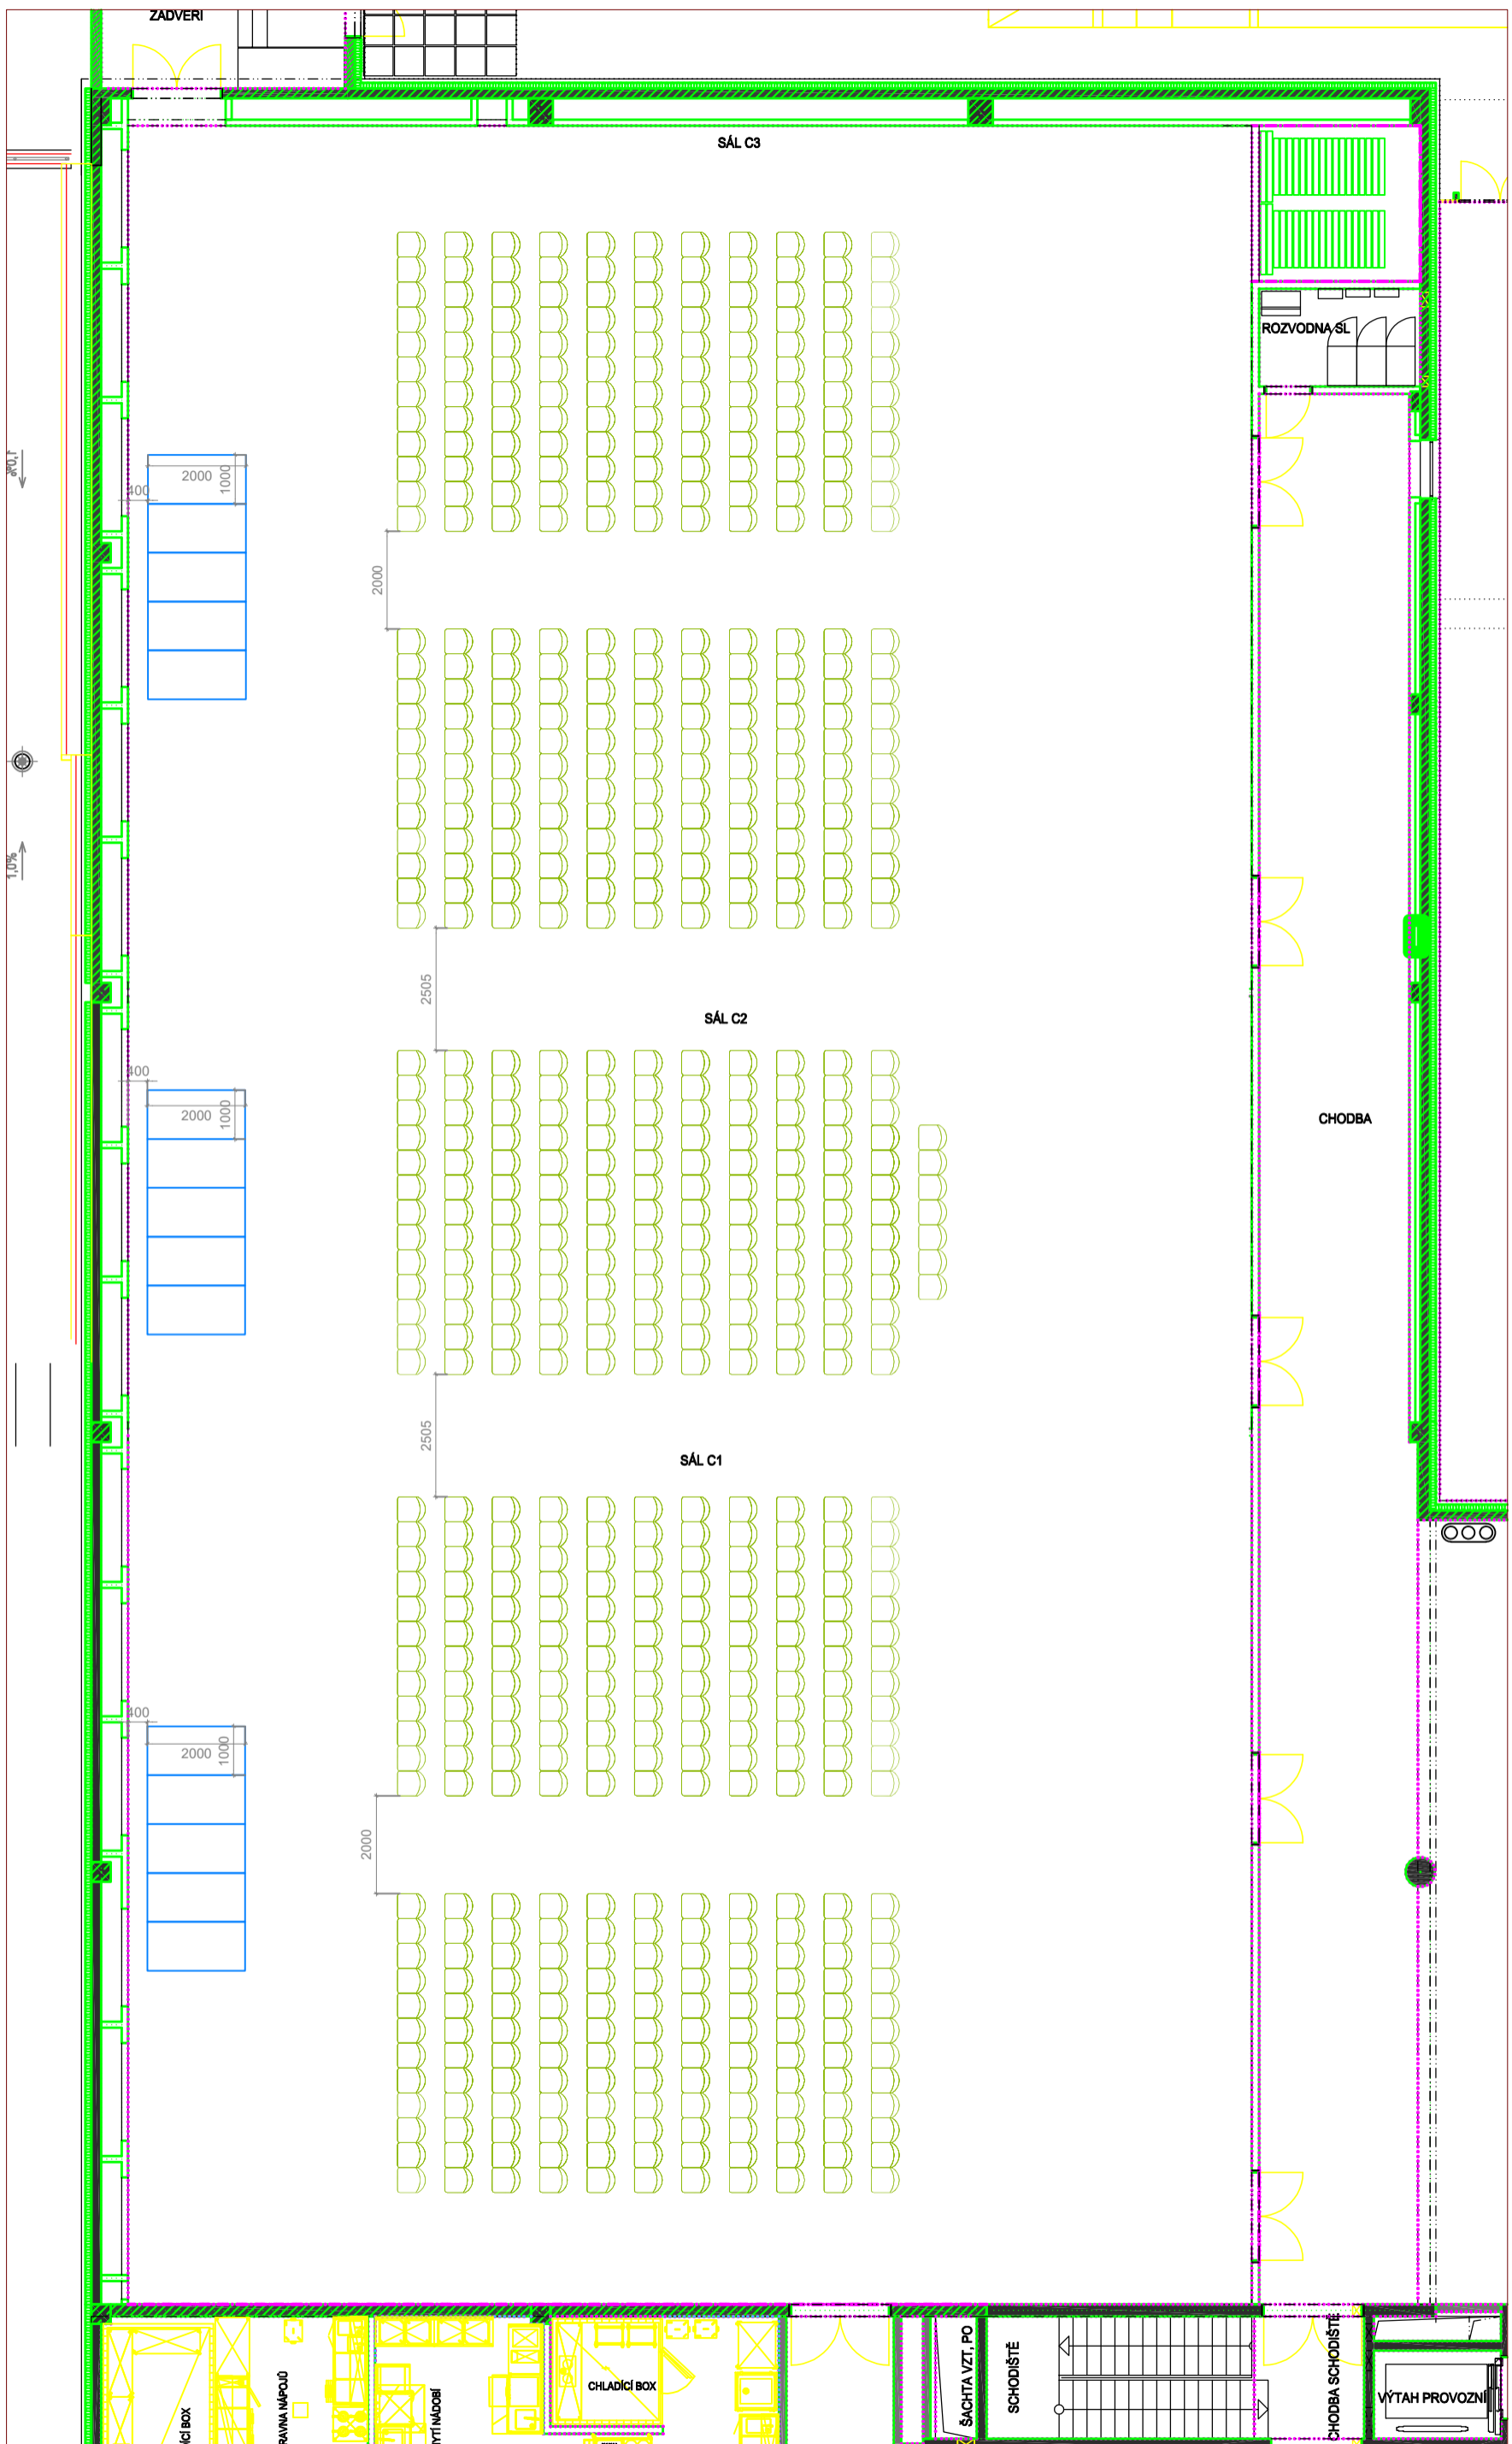 ZÁDVEŘÍ
SÁL C3
ROZVODNA SL
1,0%
2000
1000
400
2000
1,0%
2505
SÁL C2
400
2000
1000
CHODBA
2505
SÁL C1
400
2000
1000
2000
CHLADÍCÍ BOX
ŠACHTA VZT, PO
SCHODIŠTĚ
CHODBA SCHODIŠTĚ
VÝTAH PROVOZNÍ